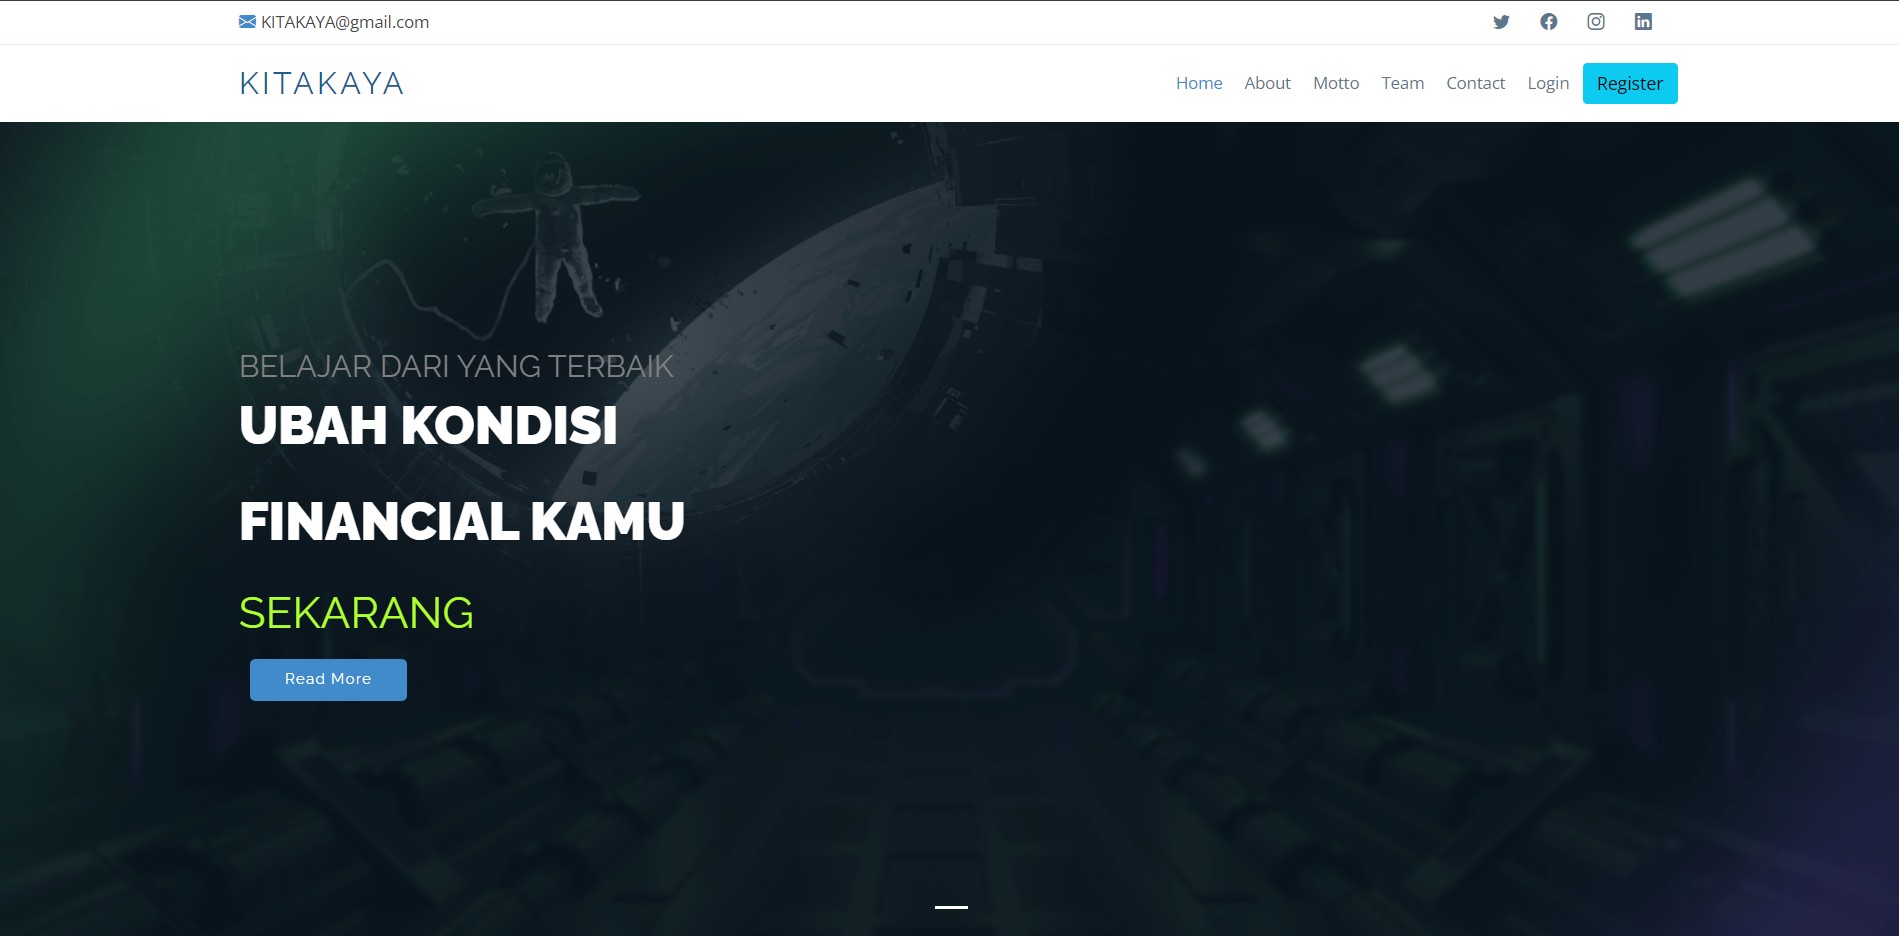 KITAKAYA@gmail.com
KITAKAYA
Home About Motto Team Contact Login Register
BELAJAR DARI YANG TERBAIK
UBAH KONDISI
FINANCIAL KAMU
SEKARANG
Read More